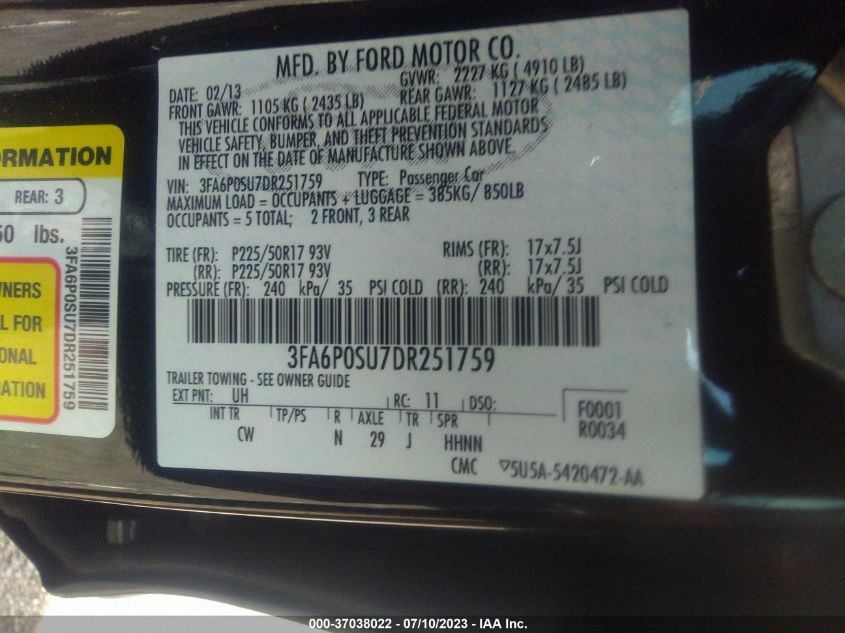 MFD. BY FORD MOTOR CO.
DATE: 02/13 GVWR: 2227 KG ( 4910 LB)
FRONT GAWR: 1105 KG ( 2435 LB) REAR GAWR: 1127 KG ( 2485 LB)
THIS VEHICLE CONFORMS TO ALL APPLICABLE FEDERAL MOTOR
VEHICLE SAFETY, BUMPER, AND THEFT PREVENTION STANDARDS
IN EFFECT ON THE DATE OF MANUFACTURE SHOWN ABOVE.
VIN: 3FA6P0SU7DR251759 TYPE: Passenger Car
MAXIMUM LOAD = OCCUPANTS + LUGGAGE = 385KG/ 850LB
OCCUPANTS = 5 TOTAL; 2 FRONT, 3 REAR
TIRE (FR): P225/50R17 93V RIMS (FR): 17x7.5J
(RR): P225/50R17 93V (RR): 17x7.5J
PRESSURE (FR): 240 kPa/ 35 PSI COLD (RR): 240 kPa/ 35 PSI COLD
3FA6P0SU7DR251759
TRAILER TOWING - SEE OWNER GUIDE
EXT PNT: UH RC: 11 DSO:
INT TR TP/PS R AXLE TR SPR
CW N 29 J HHNN
F0001
R0034
CMC 5U5A-5420472-AA
ORMATION
REAR: 3
50 lbs.
3FA6P0SU7DR251759
WNERS
L FOR
ONAL
ATION
000-37038022 - 07/10/2023 - IAA Inc.